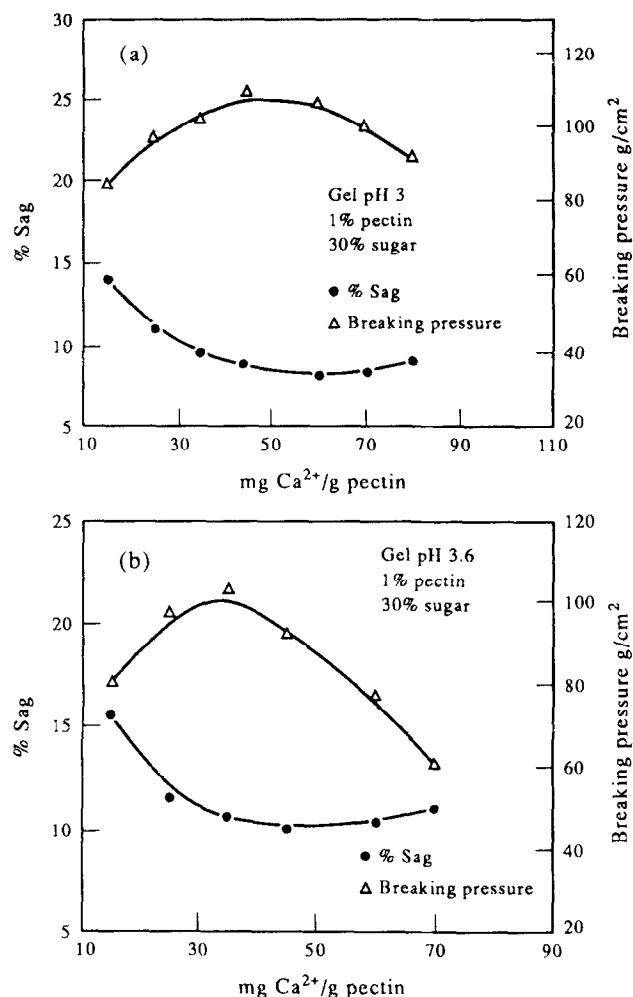 (a)
30
25
20
15
10
5
% Sag
120
100
80
60
40
20
Breaking pressure g/cm²
Gel pH 3
1% pectin
30% sugar
% Sag
Breaking pressure
10 30 50 70 90 110
mg Ca²⁺/g pectin
(b)
25
20
15
10
5
% Sag
120
100
80
60
40
20
Breaking pressure g/cm²
Gel pH 3.6
1% pectin
30% sugar
% Sag
Breaking pressure
10 30 50 70 90
mg Ca²⁺/g pectin